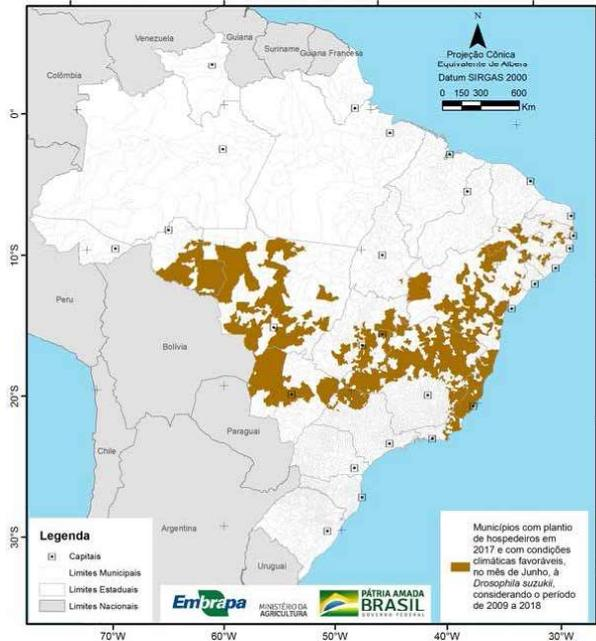 Venezuela
Guiana
Suriname
Guiana Francesa
Colômbia
N
Projeção Cônica
Equivalente de Albers
Datum SIRGAS 2000
0 150 300 600
Km
0°
10°S
Peru
Bolívia
20°S
Paraguai
Chile
Argentina
30°S
Uruguai
Legenda
Capitais
Limites Municipais
Limites Estaduais
Limites Nacionais
Embrapa
MINISTÉRIO DA
AGRICULTURA
PÁTRIA AMADA
BRASIL
GOVERNO FEDERAL
Municípios com plantio
de hospedeiros em
2017 e com condições
climáticas favoráveis,
no mês de Junho, à
Drosophila suzukii,
considerando o período
de 2009 a 2018
70°W
60°W
50°W
40°W
30°W